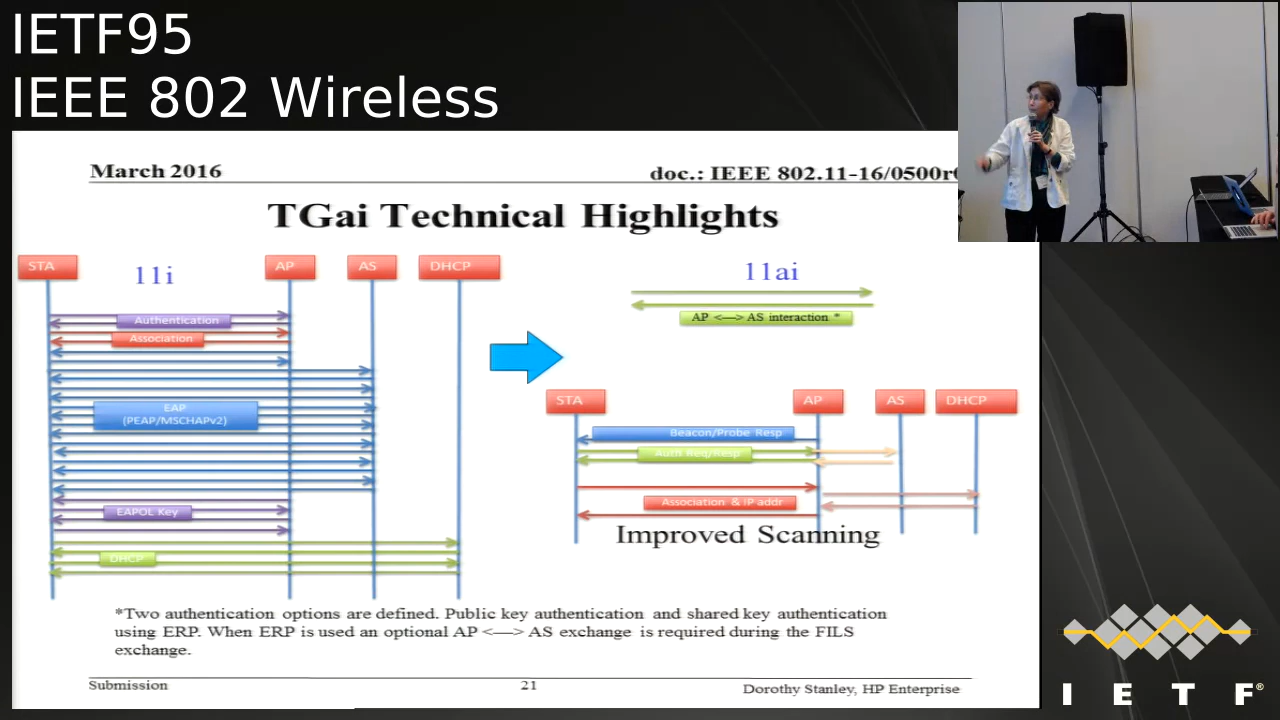 IETF95
IEEE 802 Wireless
March 2016
doc.: IEEE 802.11-16/0500r
TGai Technical Highlights
STA
11i
AP
AS
DHCP
Authentication
Association
EAP
(PEAP/MSCHAPv2)
EAPOL Key
DHCP
11ai
AP <—> AS interaction *
STA
AP
AS
DHCP
Beacon/Probe Resp
Auth Req/Resp
Association & IP addr
Improved Scanning
*Two authentication options are defined. Public key authentication and shared key authentication
using ERP. When ERP is used an optional AP <—> AS exchange is required during the FILS
exchange.
Submission
21
Dorothy Stanley, HP Enterprise
I E T F®